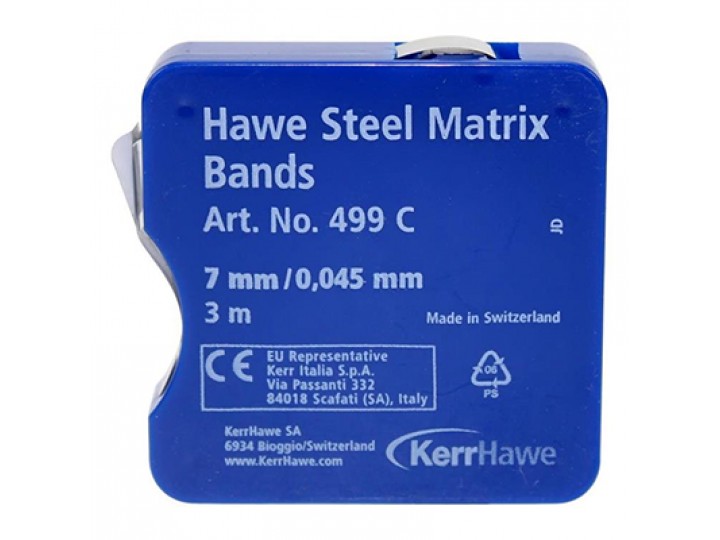 Hawe Steel Matrix
Bands
Art. No. 499 C
JD
7 mm/0,045 mm
3 m
Made in Switzerland
CE
EU Representative
Kerr Italia S.p.A.
Via Passanti 332
84018 Scafati (SA), Italy
06
PS
KerrHawe SA
6934 Bioggio/Switzerland
www.KerrHawe.com
KerrHawe